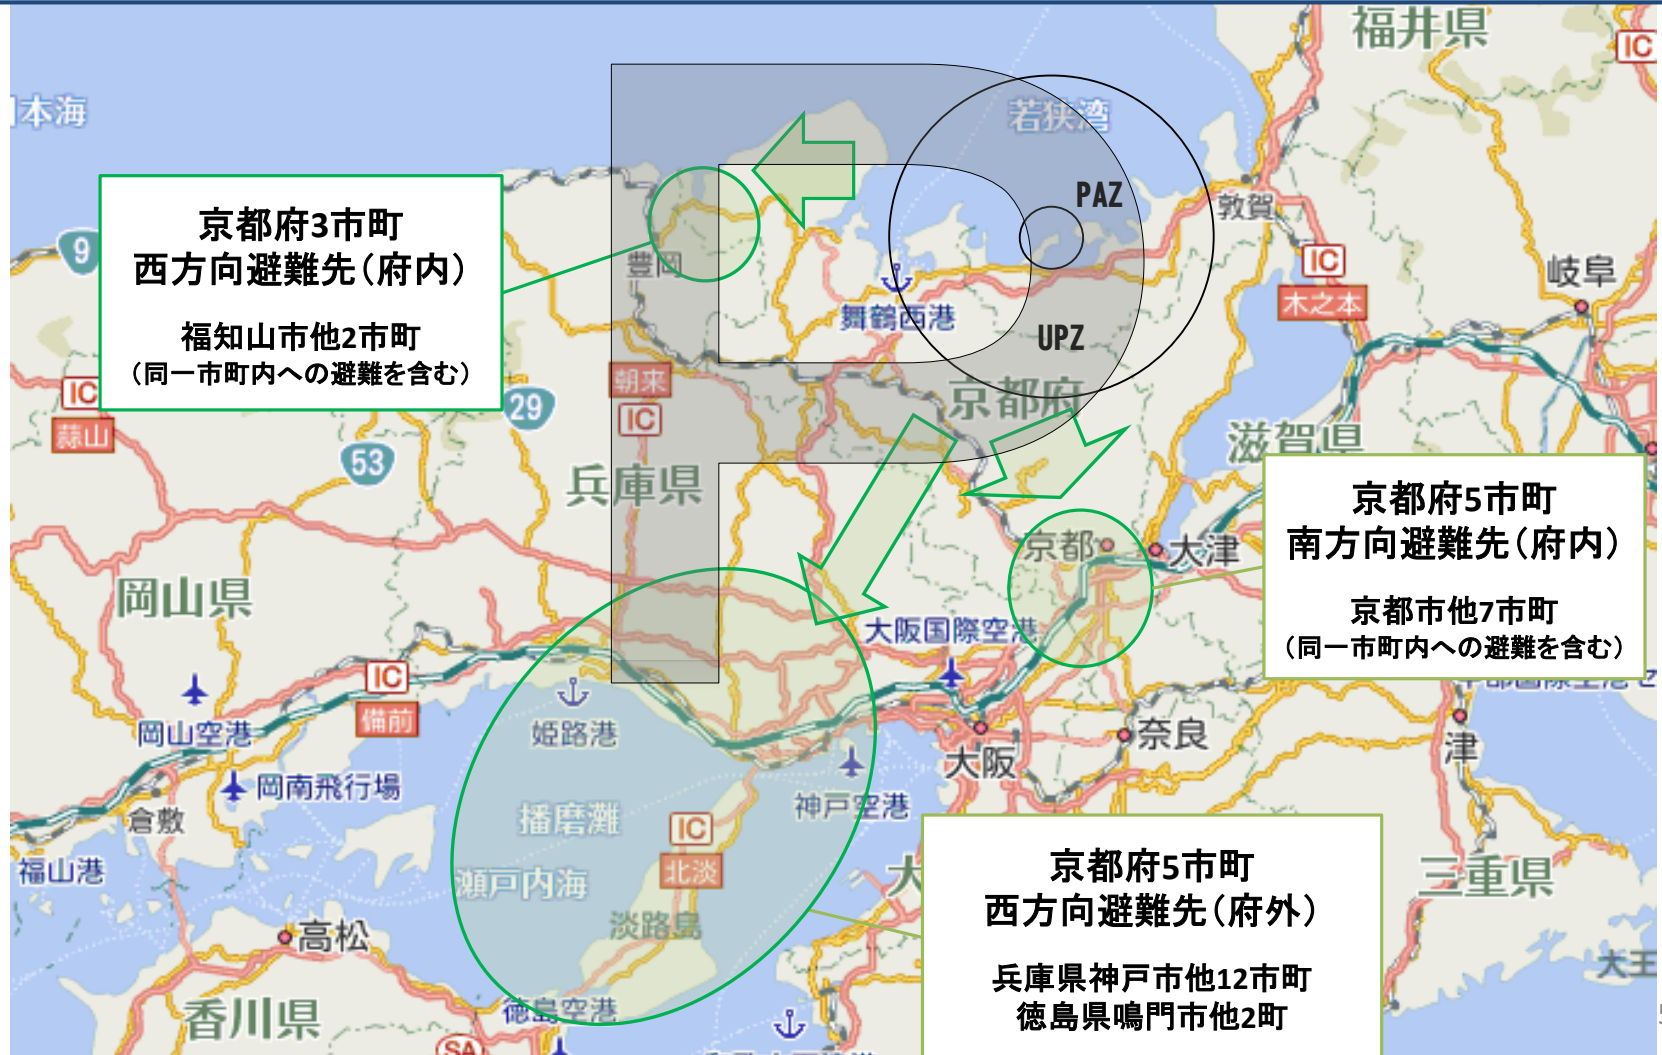 福井県
IC
本海
若狭湾
PAZ
敦賀
京都府3市町
西方向避難先（府内）
福知山市他2市町
（同一市町内への避難を含む）
9
豊岡
IC
木之本
岐阜
舞鶴西港
UPZ
朝来
IC
京都府
IC
蒜山
29
53
滋賀県
兵庫県
京都府5市町
南方向避難先（府内）
京都市他7市町
（同一市町内への避難を含む）
京都
大津
岡山県
大阪国際空港
IC
備前
岡山空港
姫路港
大阪
奈良
津
岡南飛行場
神戸空港
倉敷
播磨灘
IC
北淡
福山港
瀬戸内海
大
三重県
京都府5市町
西方向避難先（府外）
兵庫県神戸市他12市町
徳島県鳴門市他2町
高松
淡路島
大王
香川県
徳島空港
SA